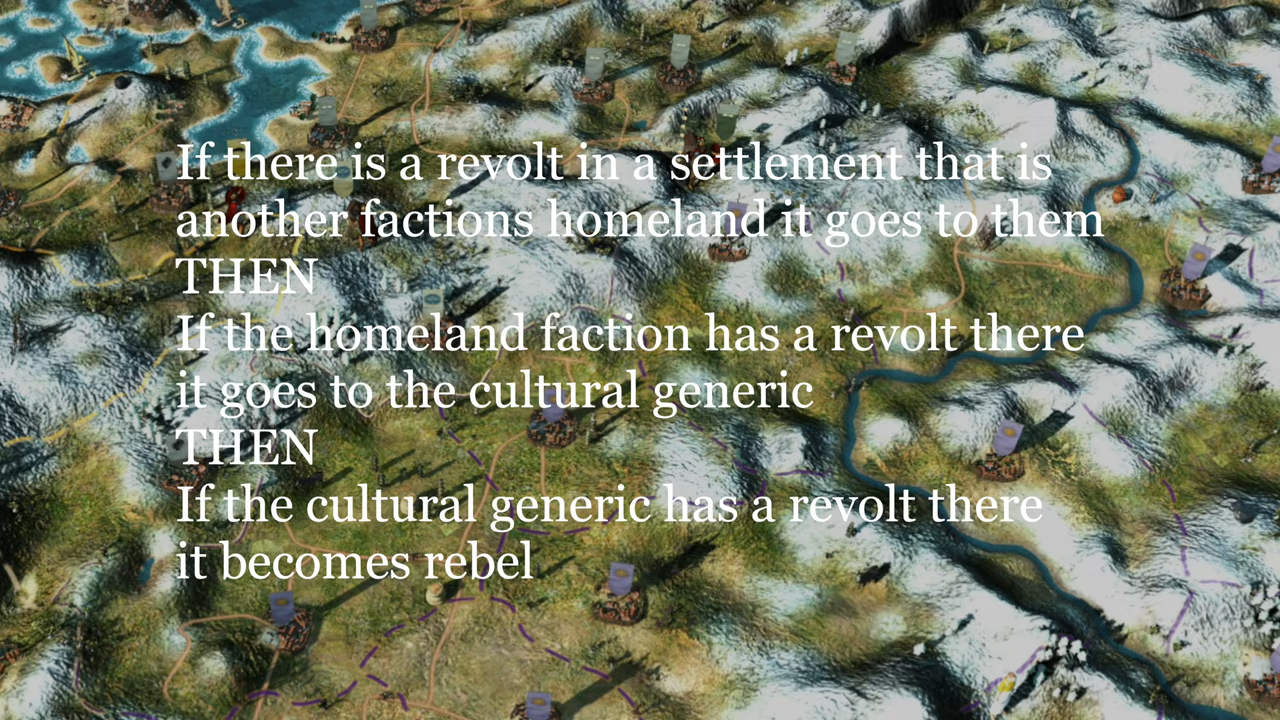 If there is a revolt in a settlement that is
another factions homeland it goes to them
THEN
If the homeland faction has a revolt there
it goes to the cultural generic
THEN
If the cultural generic has a revolt there
it becomes rebel